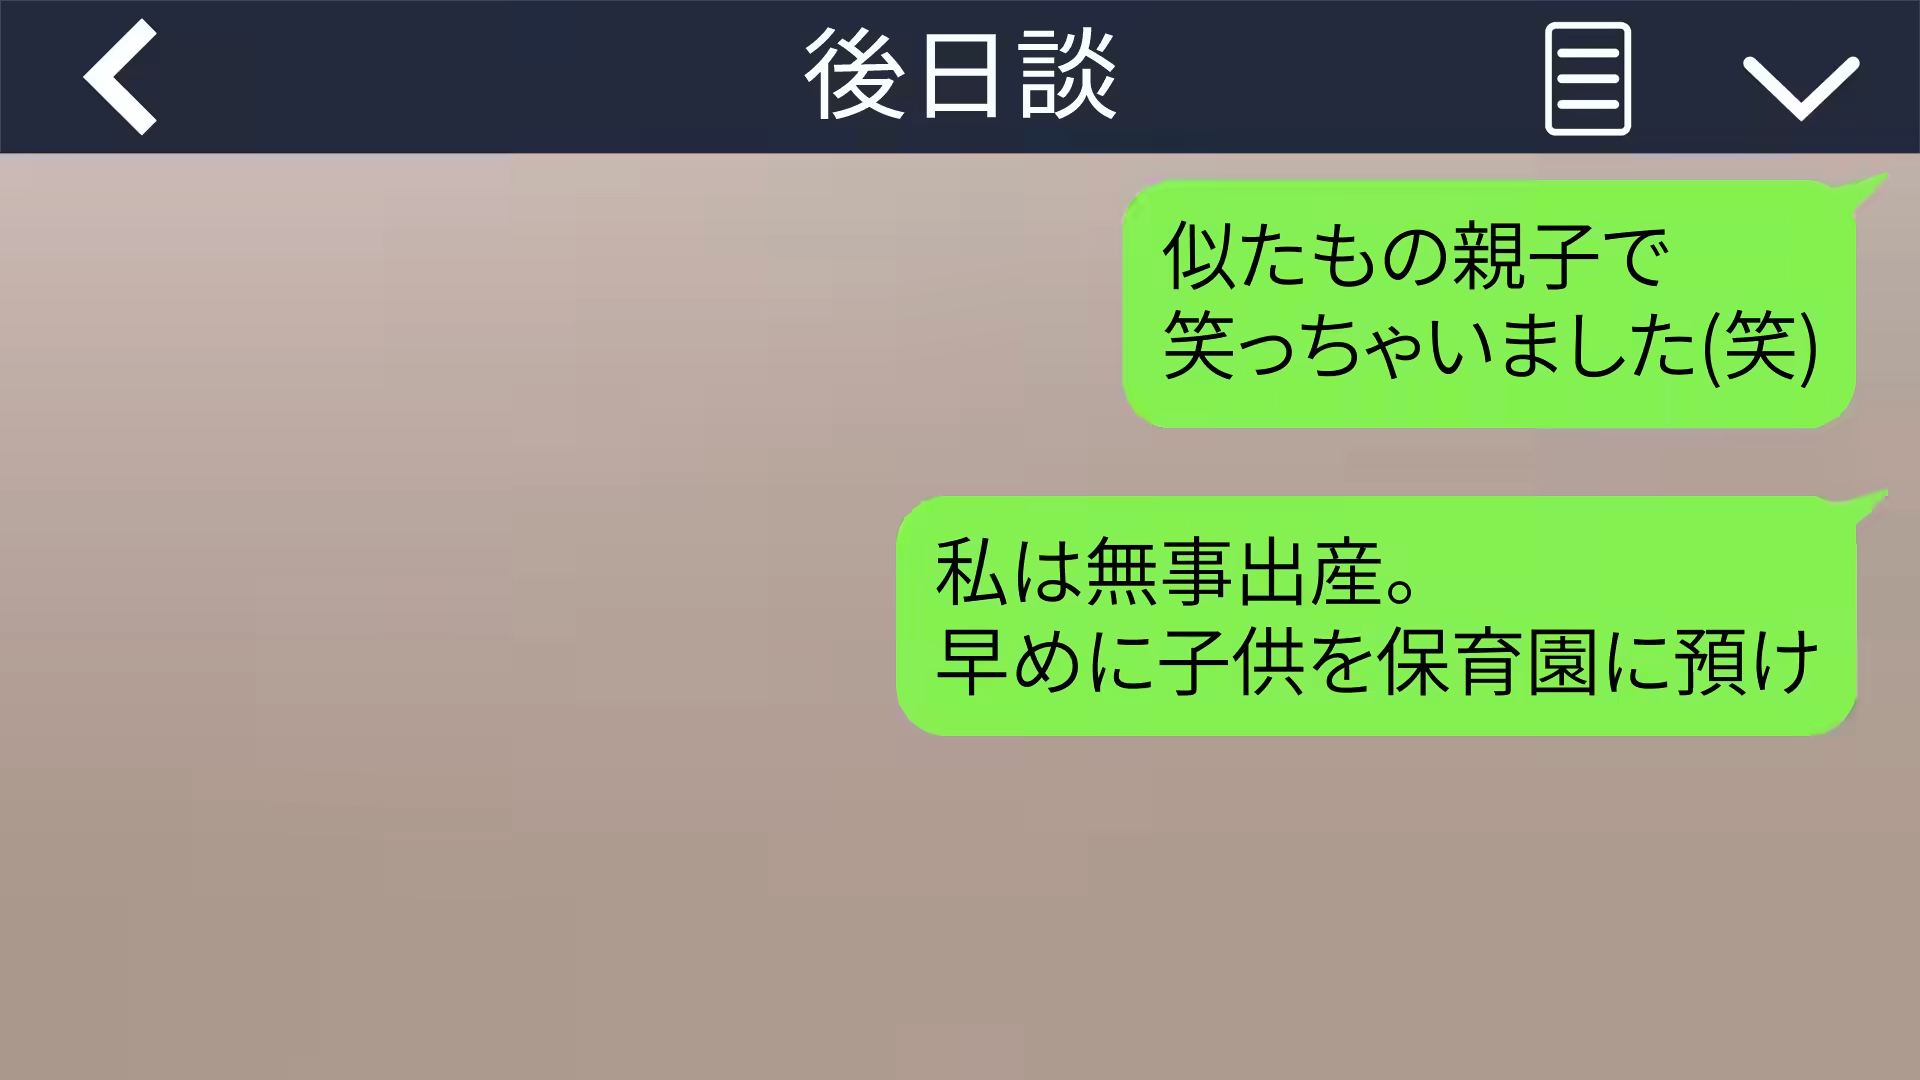 後日談
似たもの親子で
笑っちゃいました(笑)
私は無事出産。
早めに子供を保育園に預け